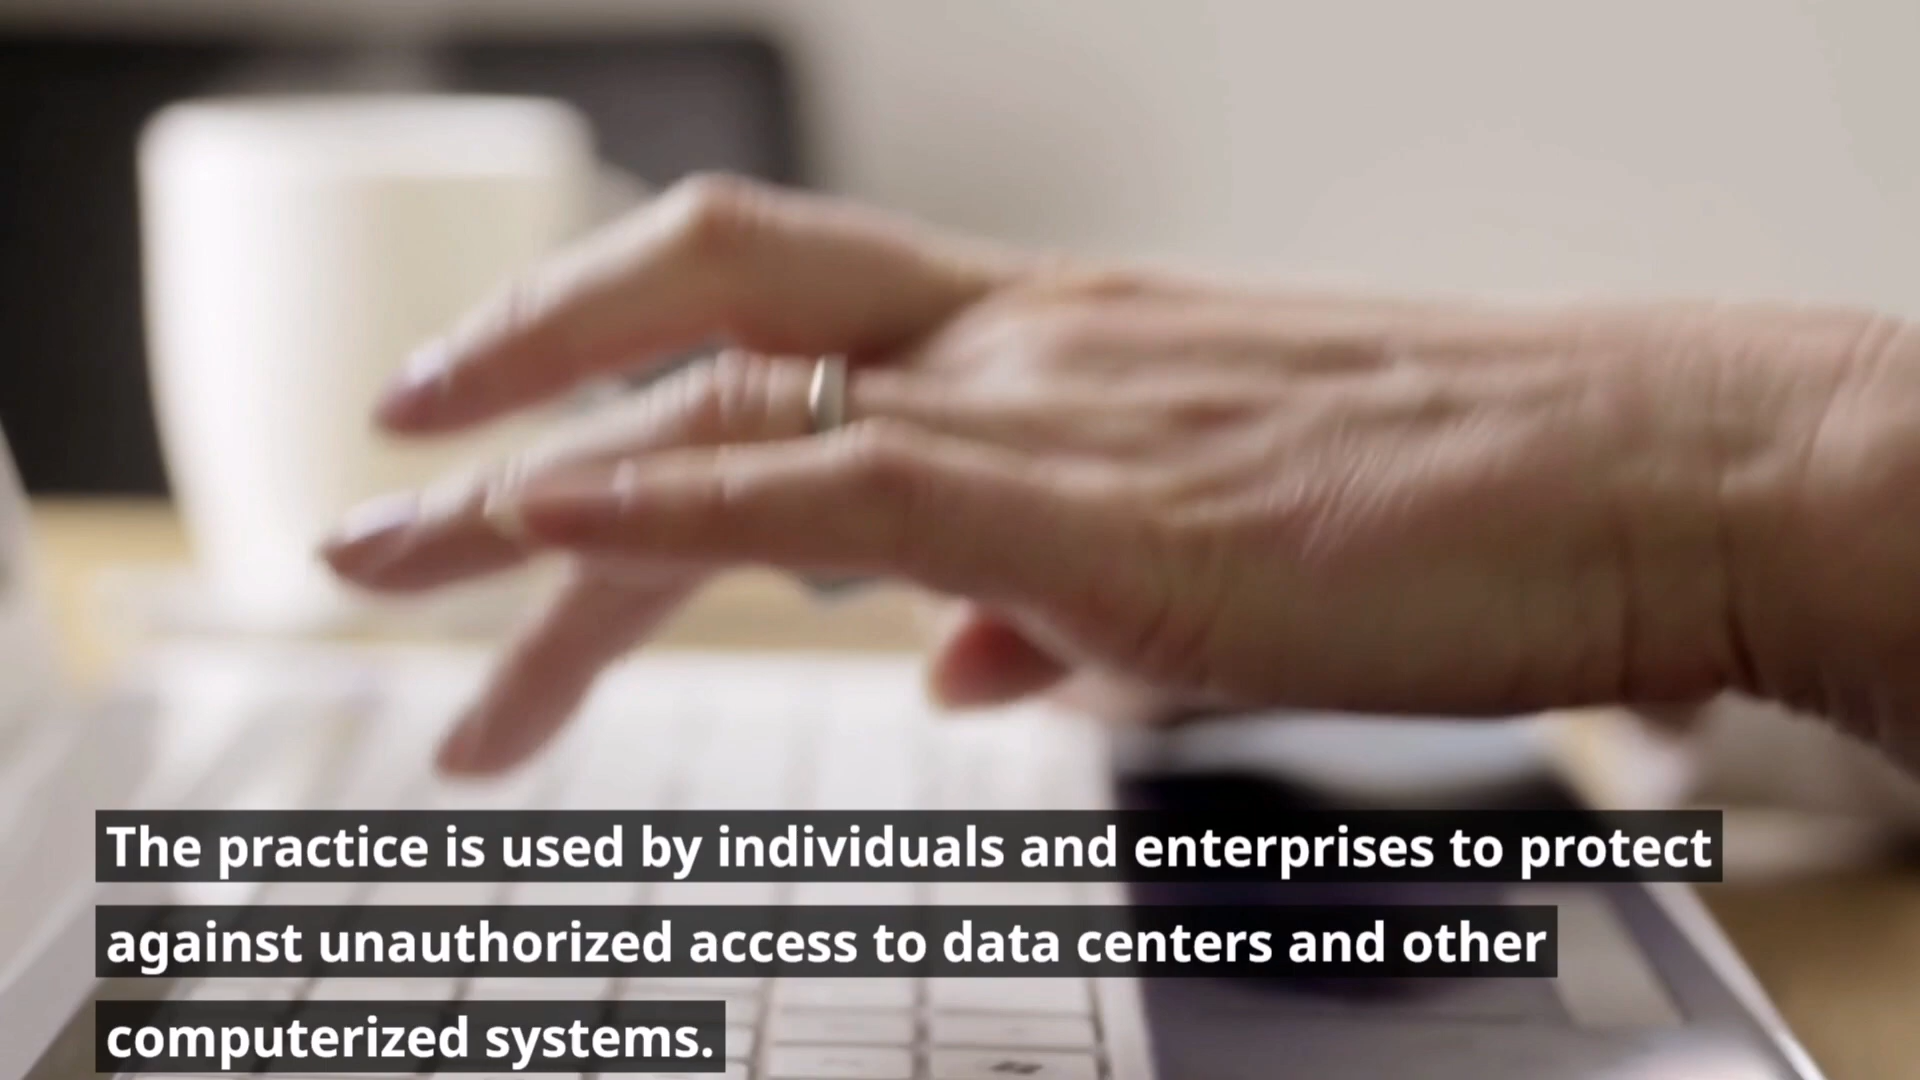 The practice is used by individuals and enterprises to protect
against unauthorized access to data centers and other
computerized systems.